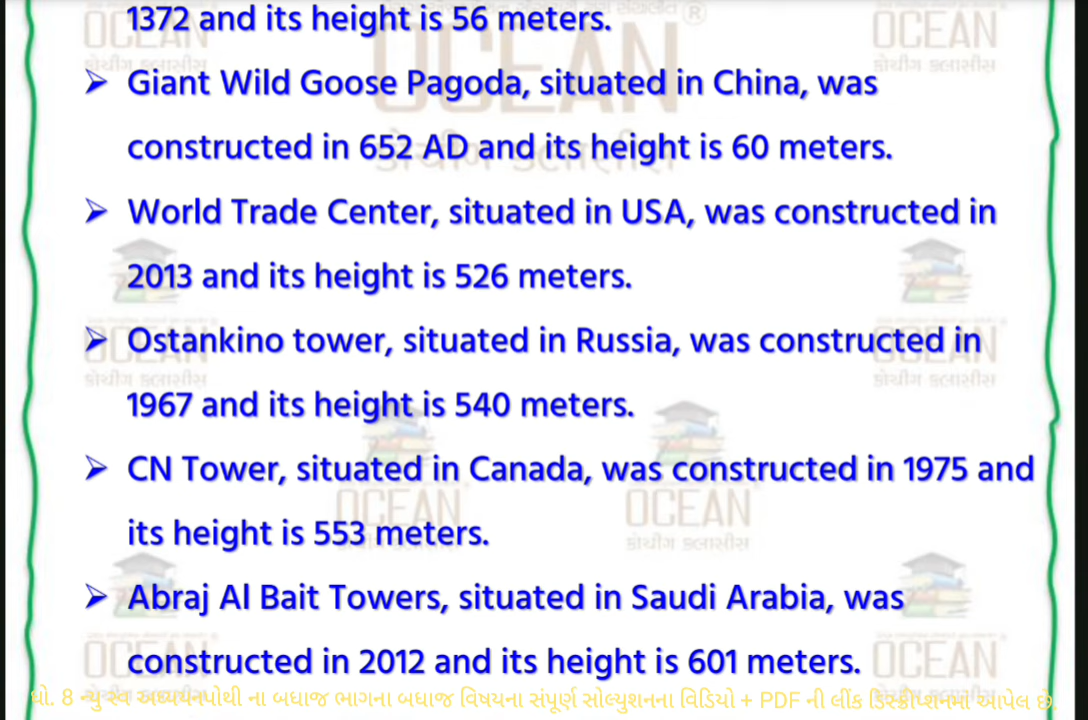 1372 and its height is 56 meters.
➢ Giant Wild Goose Pagoda, situated in China, was
constructed in 652 AD and its height is 60 meters.
➢ World Trade Center, situated in USA, was constructed in
2013 and its height is 526 meters.
➢ Ostankino tower, situated in Russia, was constructed in
1967 and its height is 540 meters.
➢ CN Tower, situated in Canada, was constructed in 1975 and
its height is 553 meters.
➢ Abraj Al Bait Towers, situated in Saudi Arabia, was
constructed in 2012 and its height is 601 meters.
ધો. 8 ન્યુ સ્વ અધ્યયનપોથી ના બધાજ ભાગના બધાજ વિષયના સંપૂર્ણ સોલ્યુશનના વિડિયો + PDF ની લીંક ડિસ્ક્રીપ્શનમાં આપેલ છે.
OCEAN
કોચીંગ કલાસીસ